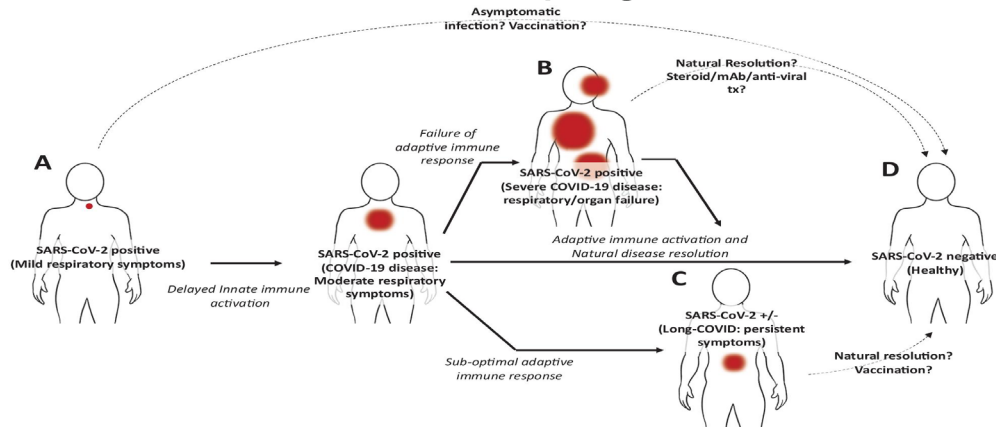 Asymptomatic
infection? Vaccination?
B
Natural Resolution?
Steroid/mAb/anti-viral
tx?
Failure of
adaptive immune
response
A
SARS-CoV-2 positive
(Severe COVID-19 disease:
respiratory/organ failure)
D
SARS-CoV-2 positive
(Mild respiratory symptoms)
Delayed Innate immune
activation
SARS-CoV-2 positive
(COVID-19 disease:
Moderate respiratory
symptoms)
Adaptive immune activation and
Natural disease resolution
SARS-CoV-2 negative
(Healthy)
C
SARS-CoV-2 +/-
(Long-COVID: persistent
symptoms)
Sub-optimal adaptive
immune response
Natural resolution?
Vaccination?